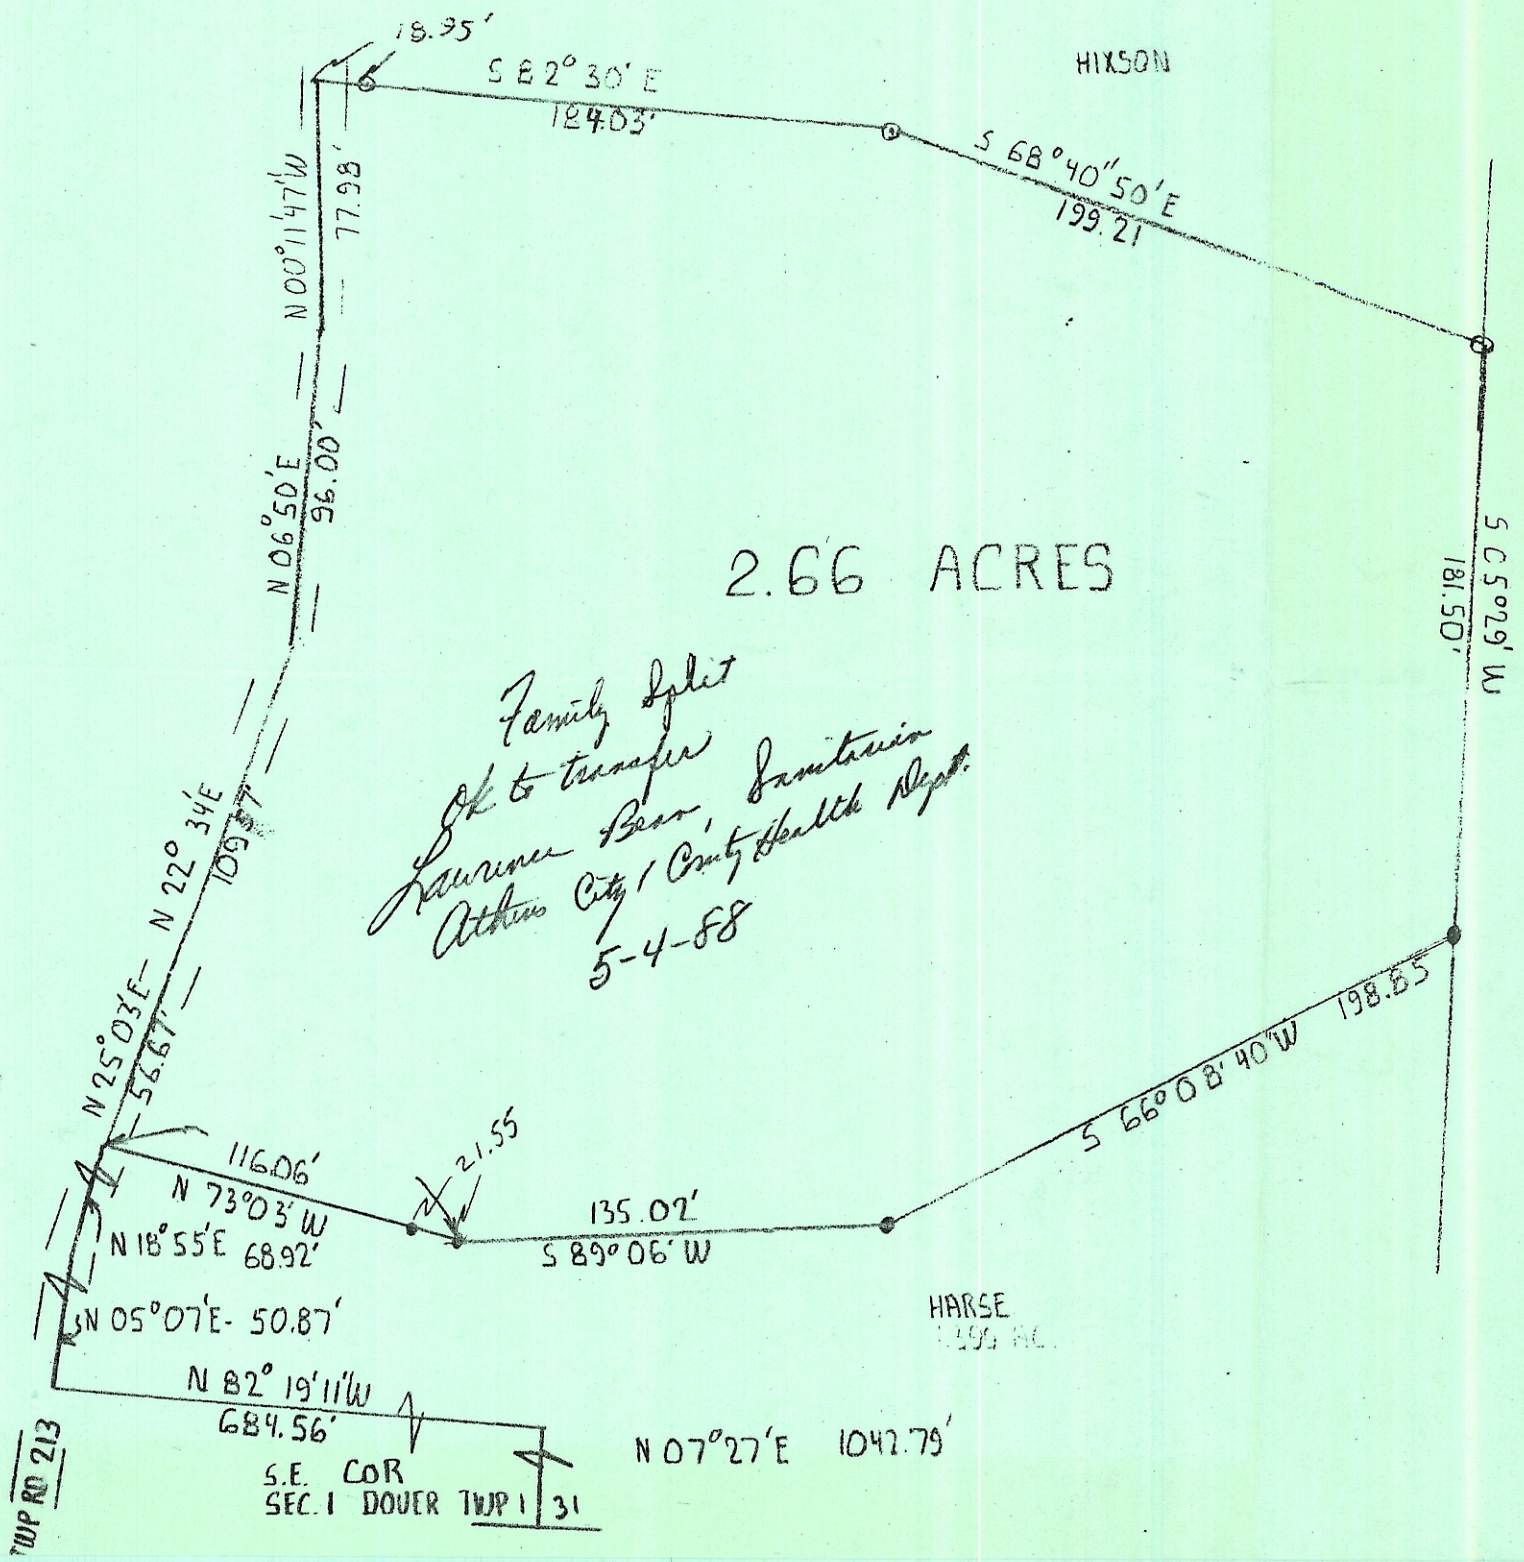 18.95'
S 82° 30' E
184.03'
HIXSON
S 68° 40" 50' E
199.21
N 00° 11' 47" W
77.98'
N 06° 50' E
96.00'
S 05° 29' W
181.50'
2.66 ACRES
Family Split
Ok to transfer
Lawrence Bean, Sanitarian
Athens City / County Health Dept.
5-4-88
N 22° 34' E
N 25° 03' E
56.67'
198.85
S 66° 08' 40" W
116.06'
N 73° 03' W
21.55
135.02'
S 89° 06' W
N 18° 55' E
68.92'
N 05° 07' E - 50.87'
HARSE
N 82° 19' 11" W
684.56'
N 07° 27' E 1042.79'
S.E. COR
SEC. 1 DOVER TWP 1 31
TWP RD 213